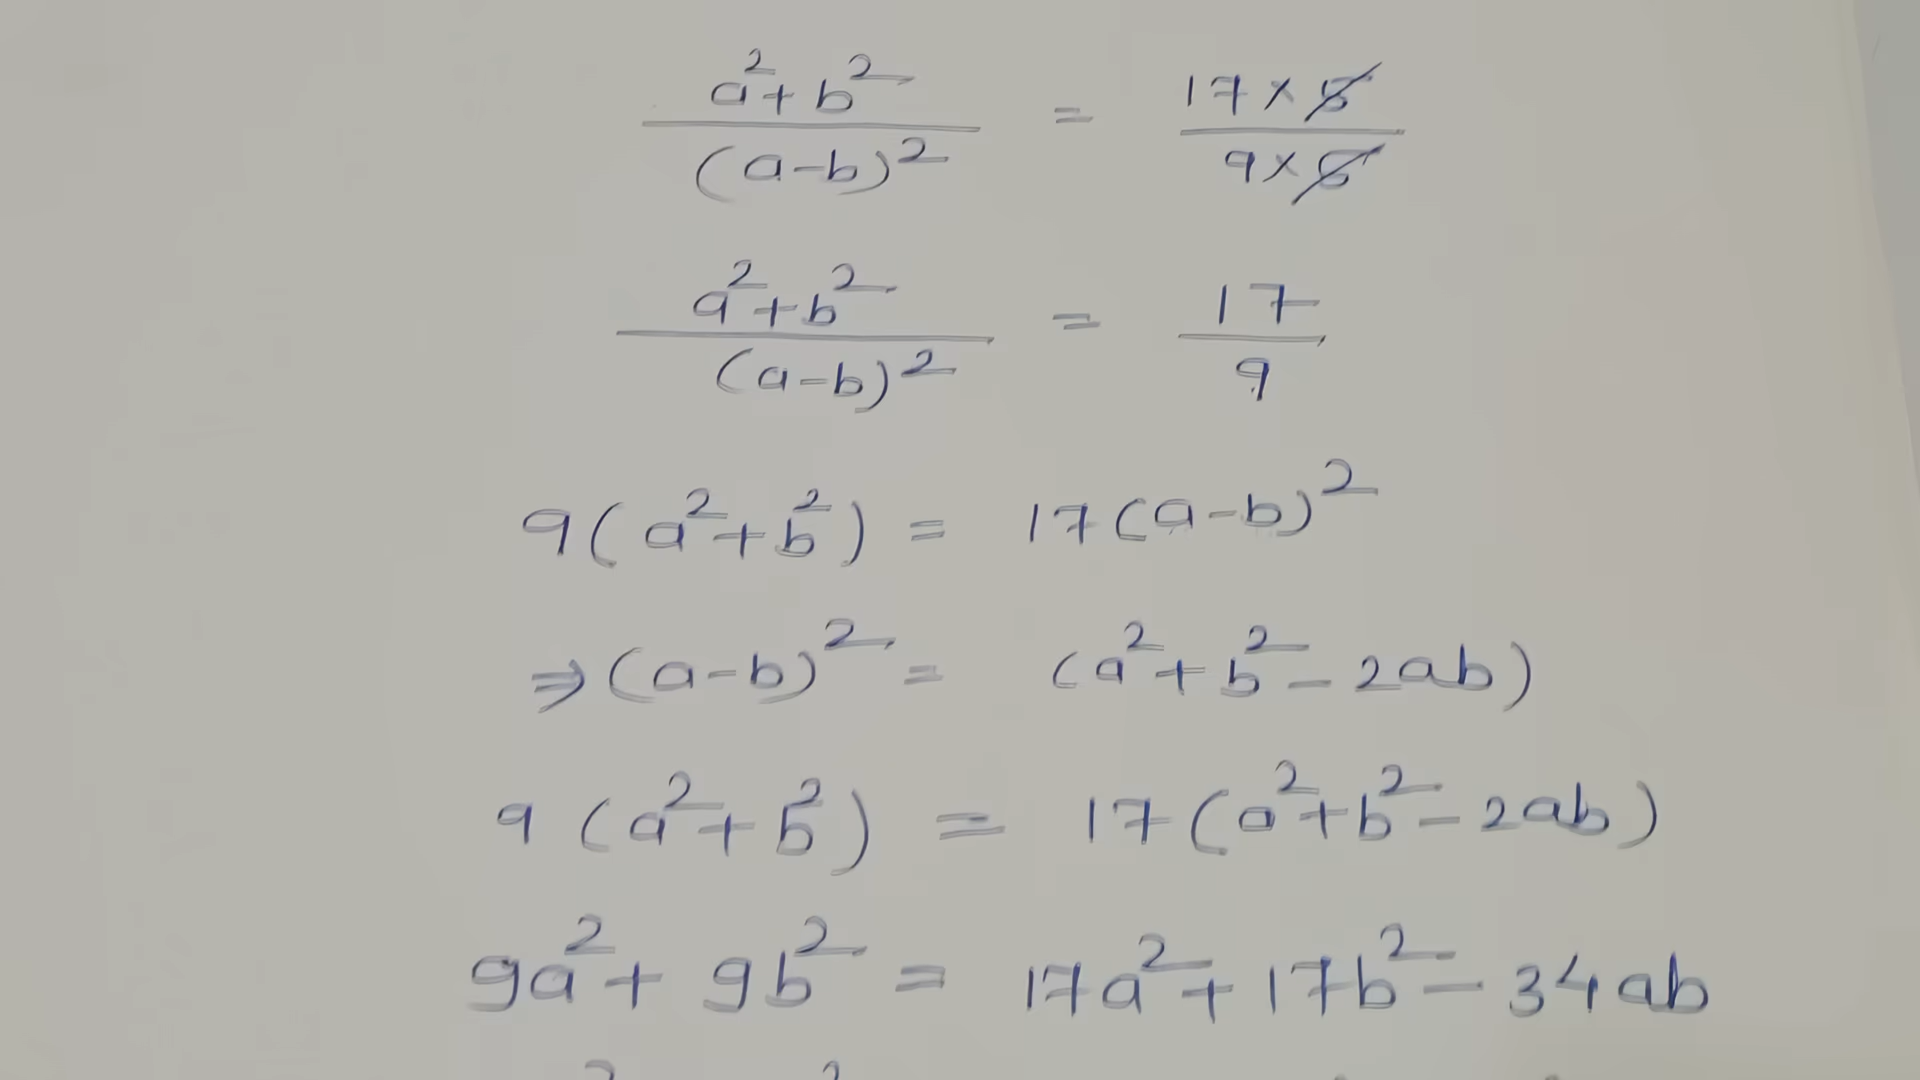 a²+b²/(a-b)² = 17×8/9×8
a²+b²/(a-b)² = 17/9
9(a²+b²) = 17(a-b)²
⇒(a-b)² = (a²+b²-2ab)
9(a²+b²) = 17(a²+b²-2ab)
9a²+9b² = 17a²+17b²-34ab